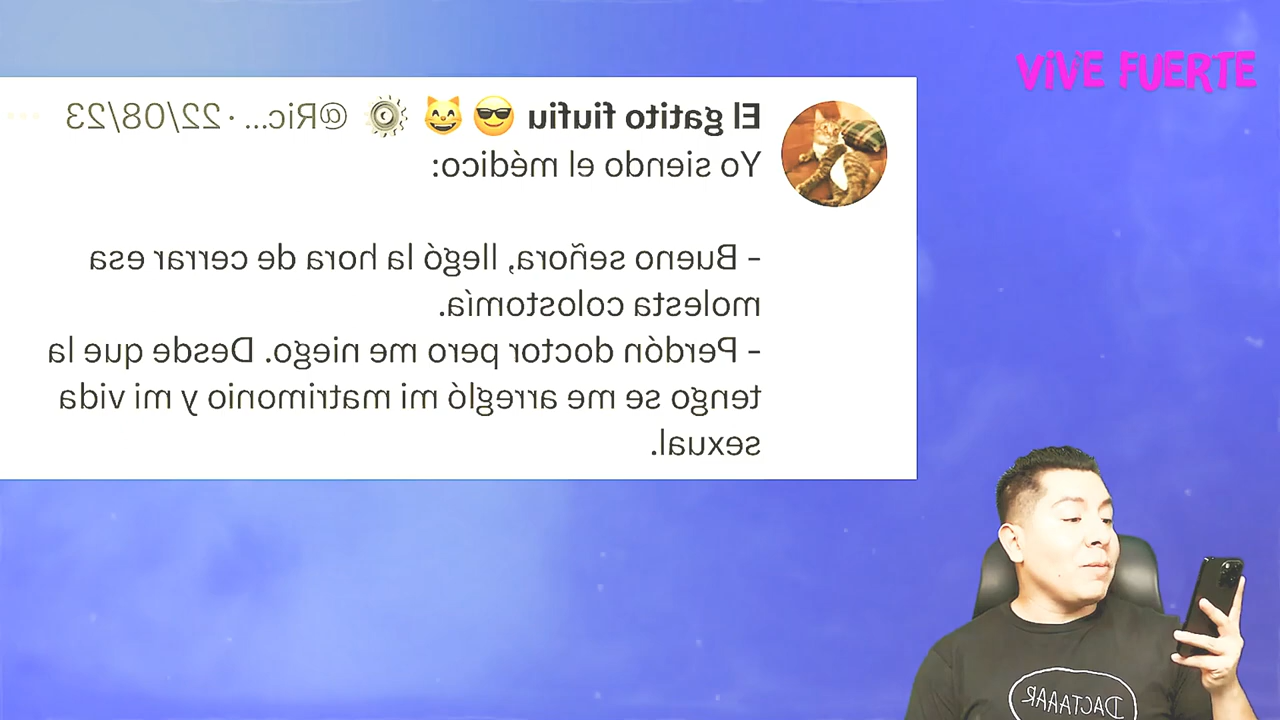 VIVE FUERTE
El gatito fiufiu 😎 😸 @Ric... · 22/08/23
Yo siendo el médico:
- Bueno señora, llegó la hora de cerrar esa
molesta colostomía.
- Perdón doctor pero me niego. Desde que la
tengo se me arregló mi matrimonio y mi vida
sexual.
DACTAAAR